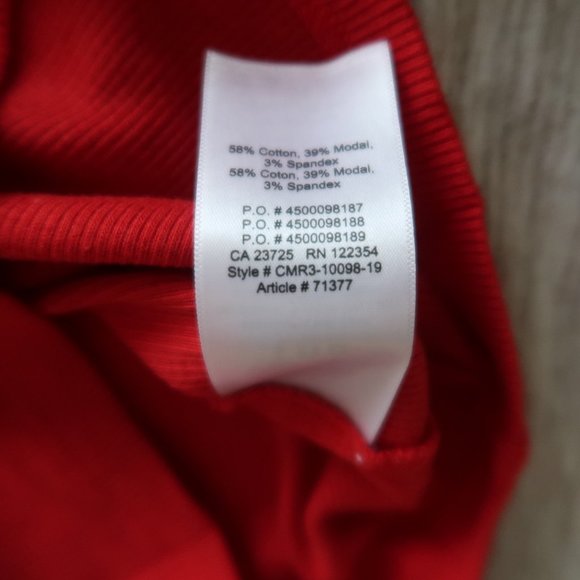 58% Cotton, 39% Modal,
3% Spandex
58% Coton, 39% Modal,
3% Spandex
P.O. # 4500098187
P.O. # 4500098188
P.O. # 4500098189
CA 23725 RN 122354
Style # CMR3-10098-19
Article # 71377